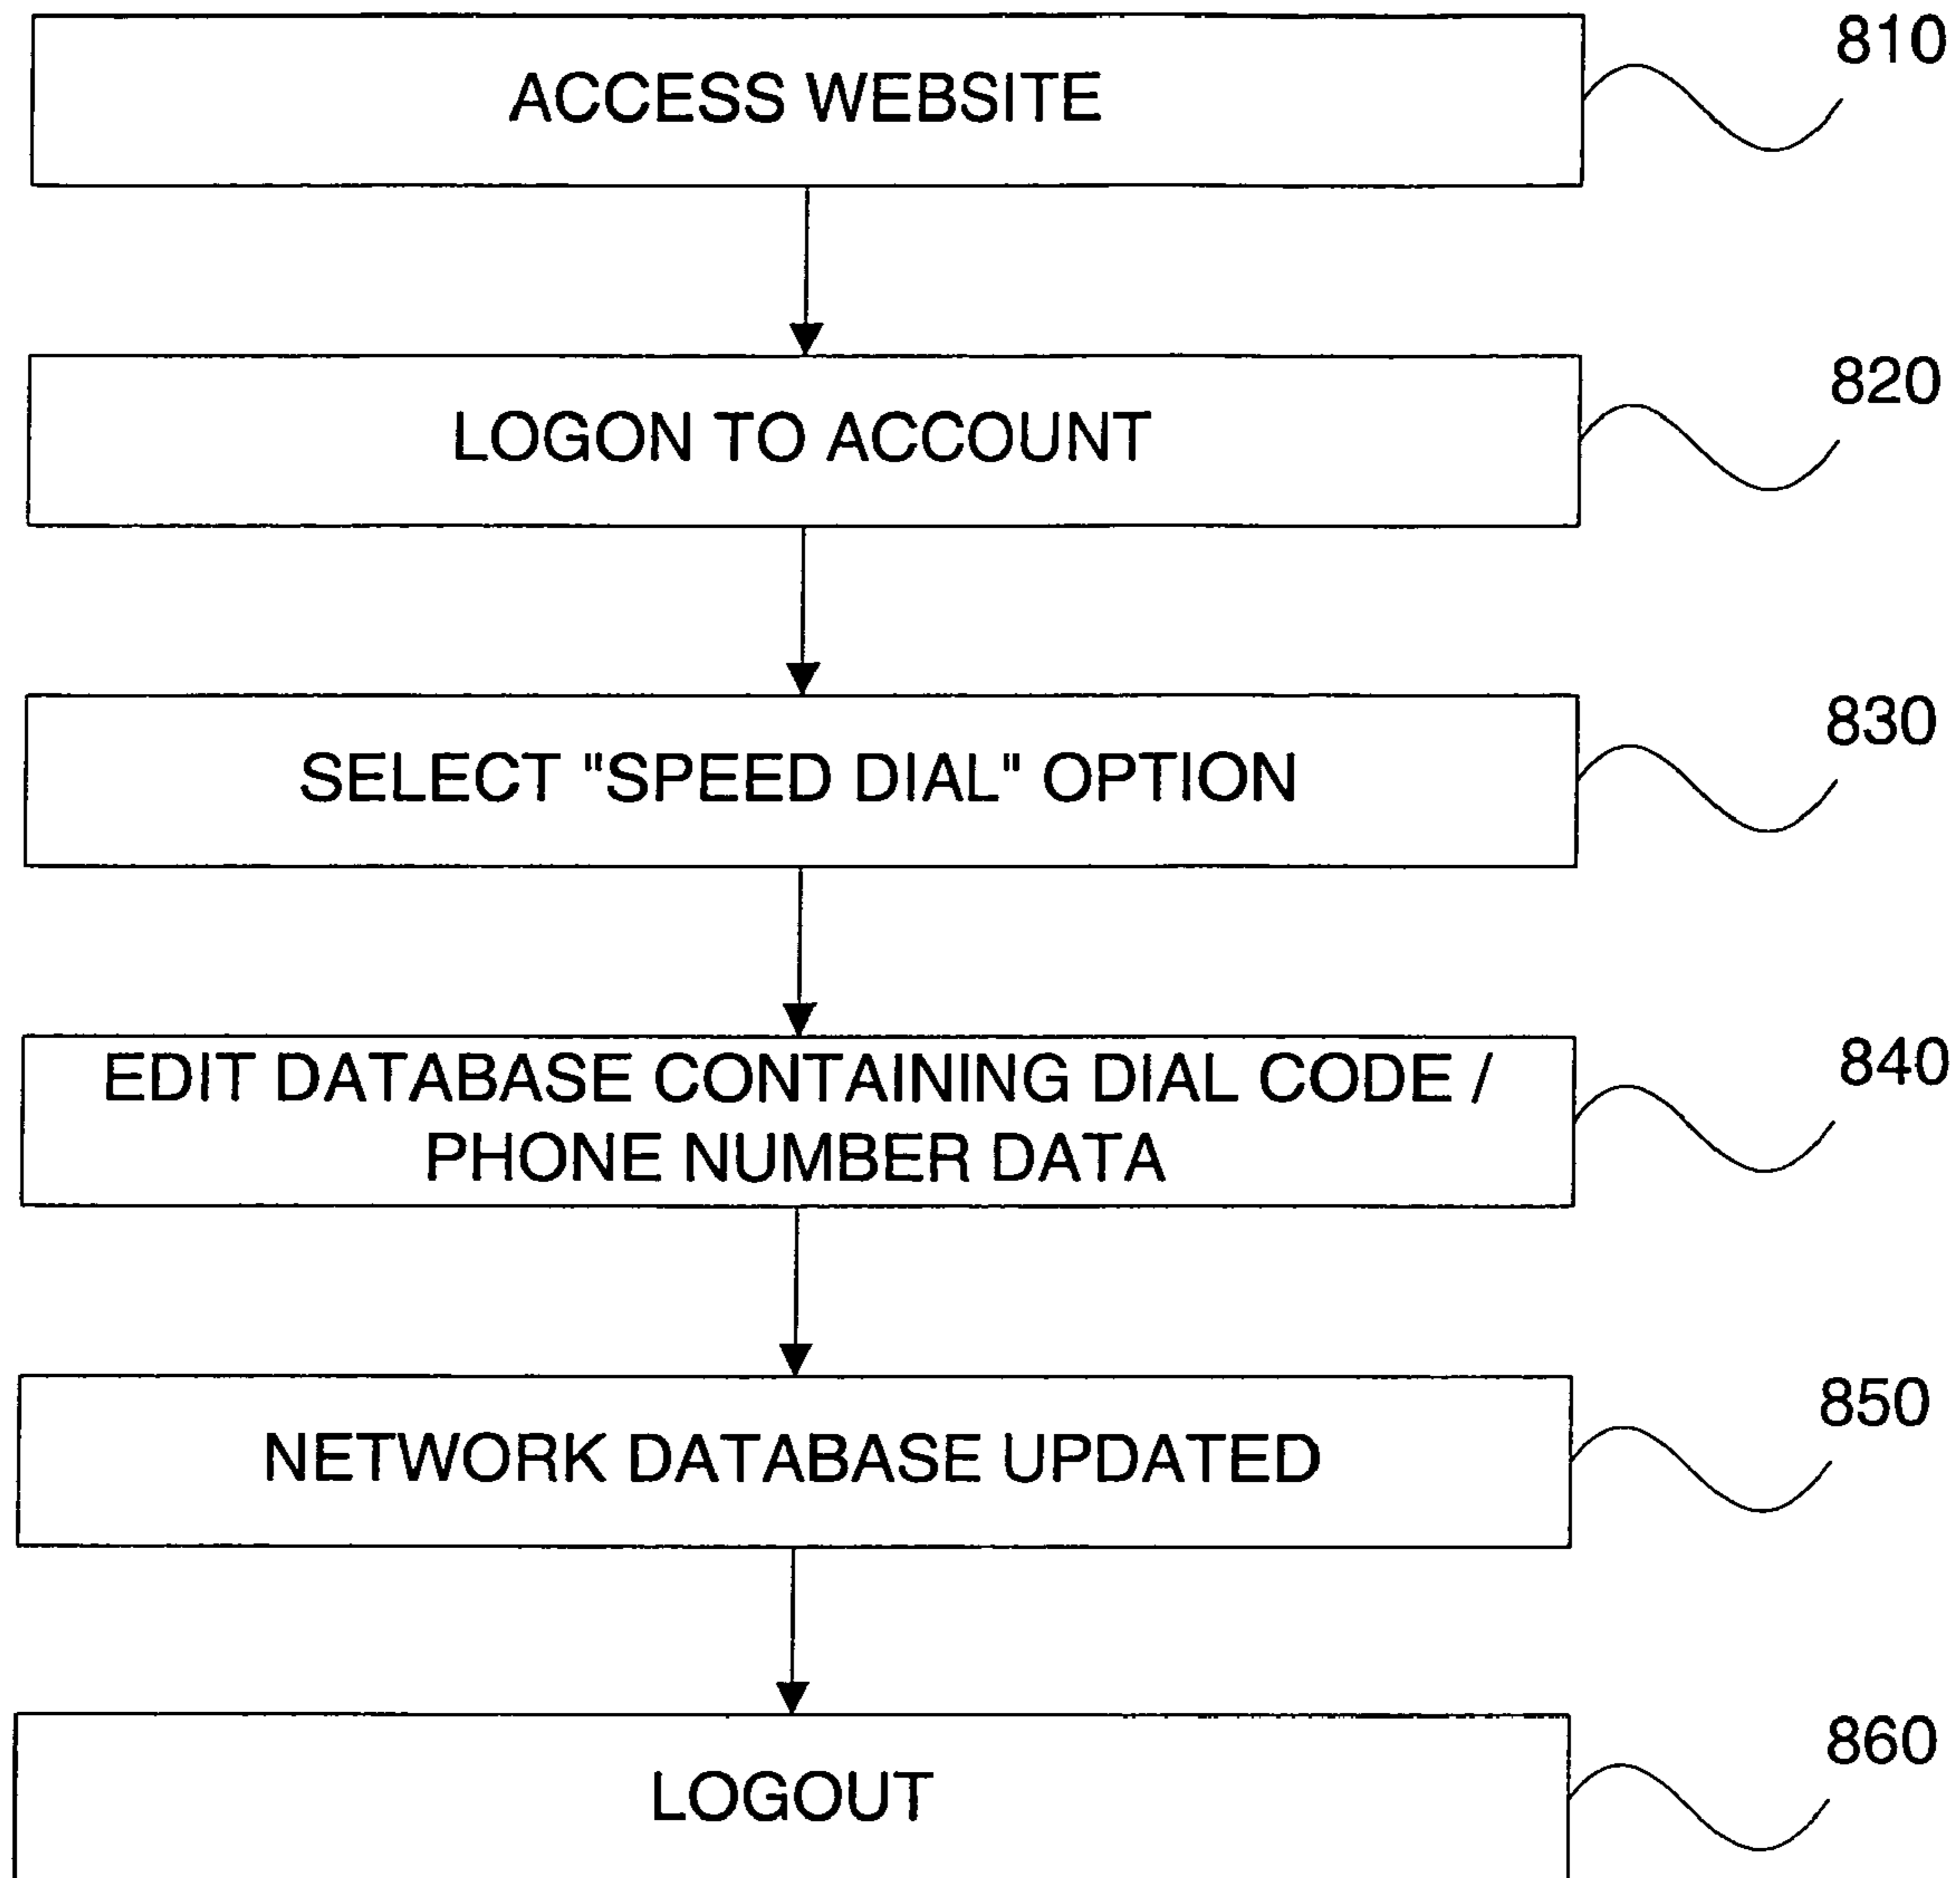 ACCESS WEBSITE
810
LOGON TO ACCOUNT
820
SELECT "SPEED DIAL" OPTION
830
EDIT DATABASE CONTAINING DIAL CODE /
PHONE NUMBER DATA
840
NETWORK DATABASE UPDATED
850
LOGOUT
860